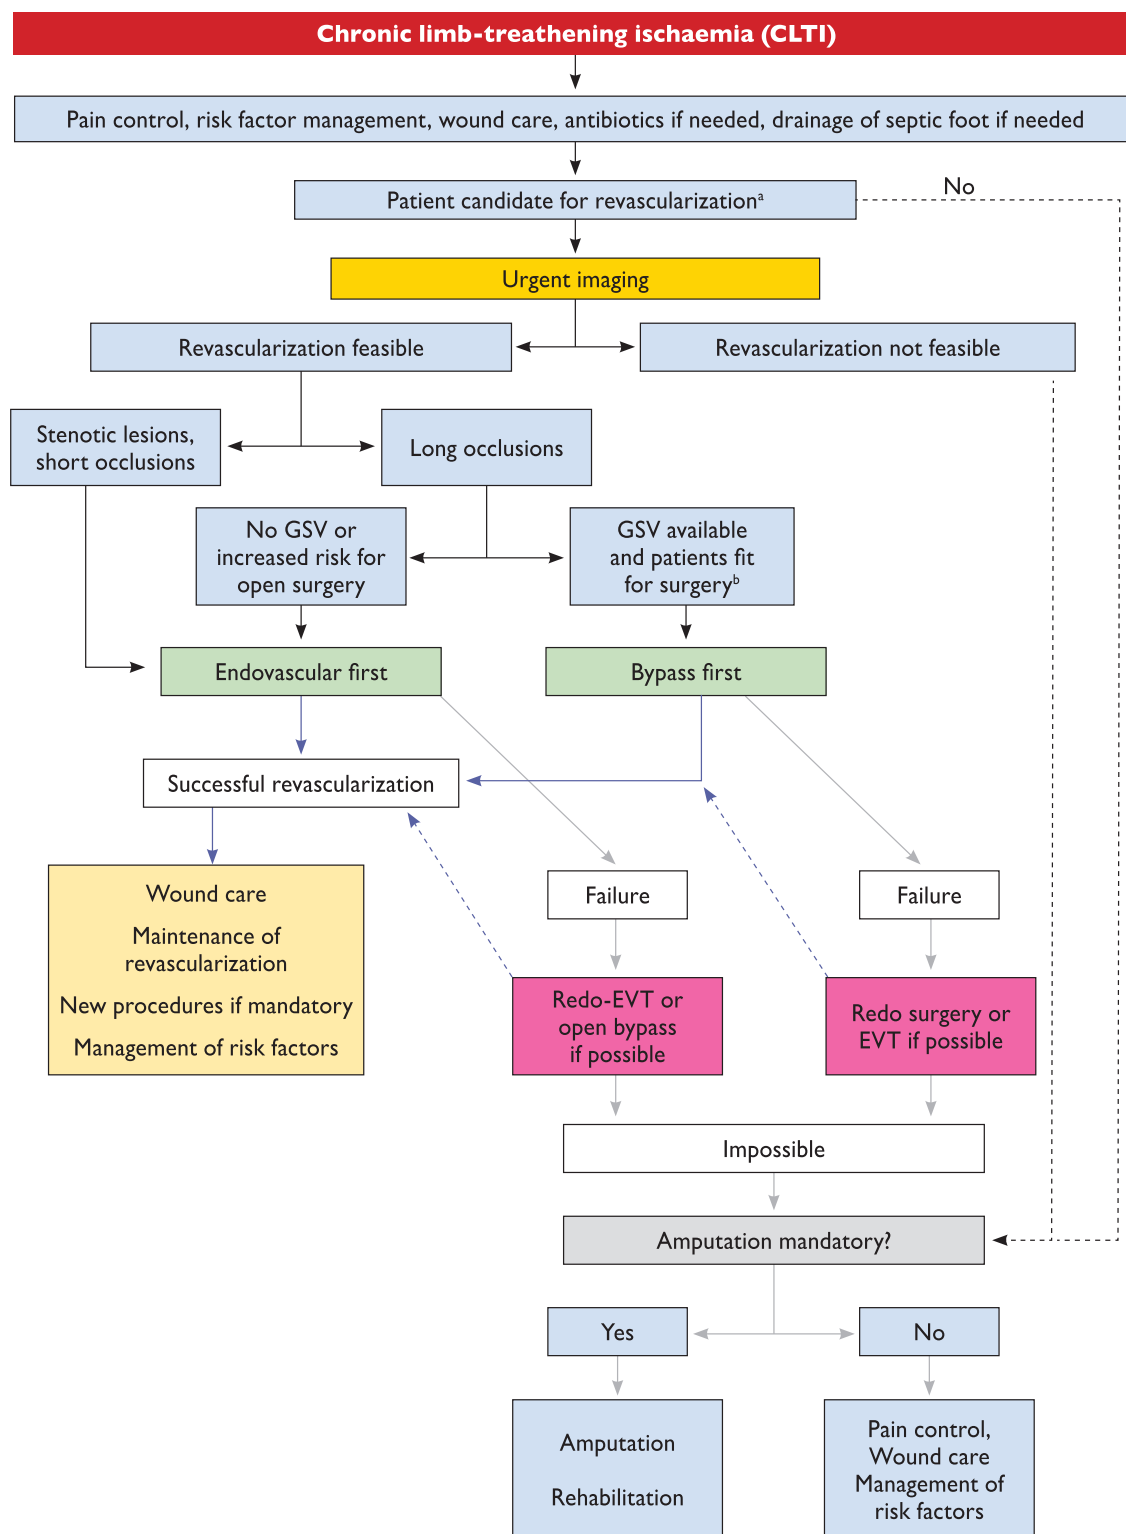 Chronic limb-treathening ischaemia (CLTI)
Pain control, risk factor management, wound care, antibiotics if needed, drainage of septic foot if needed
Patient candidate for revascularizationᵃ
No
Urgent imaging
Revascularization feasible
Revascularization not feasible
Stenotic lesions,
short occlusions
Long occlusions
No GSV or
increased risk for
open surgery
GSV available
and patients fit
for surgeryᵇ
Endovascular first
Bypass first
Successful revascularization
Wound care
Maintenance of
revascularization
New procedures if mandatory
Management of risk factors
Failure
Failure
Redo-EVT or
open bypass
if possible
Redo surgery or
EVT if possible
Impossible
Amputation mandatory?
Yes
No
Amputation
Rehabilitation
Pain control,
Wound care
Management of
risk factors